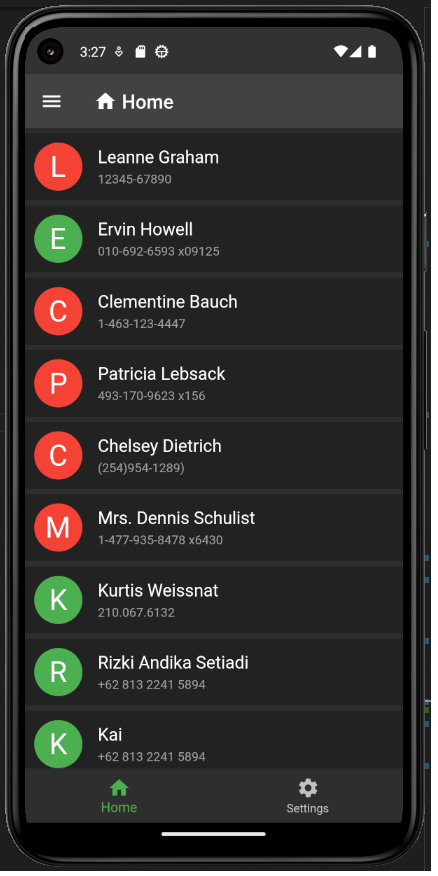 3:27
Home
L
Leanne Graham
12345-67890
E
Ervin Howell
010-692-6593 x09125
C
Clementine Bauch
1-463-123-4447
P
Patricia Lebsack
493-170-9623 x156
C
Chelsey Dietrich
(254)954-1289)
M
Mrs. Dennis Schulist
1-477-935-8478 x6430
K
Kurtis Weissnat
210.067.6132
R
Rizki Andika Setiadi
+62 813 2241 5894
K
Kai
+62 813 2241 5894
Home
Settings